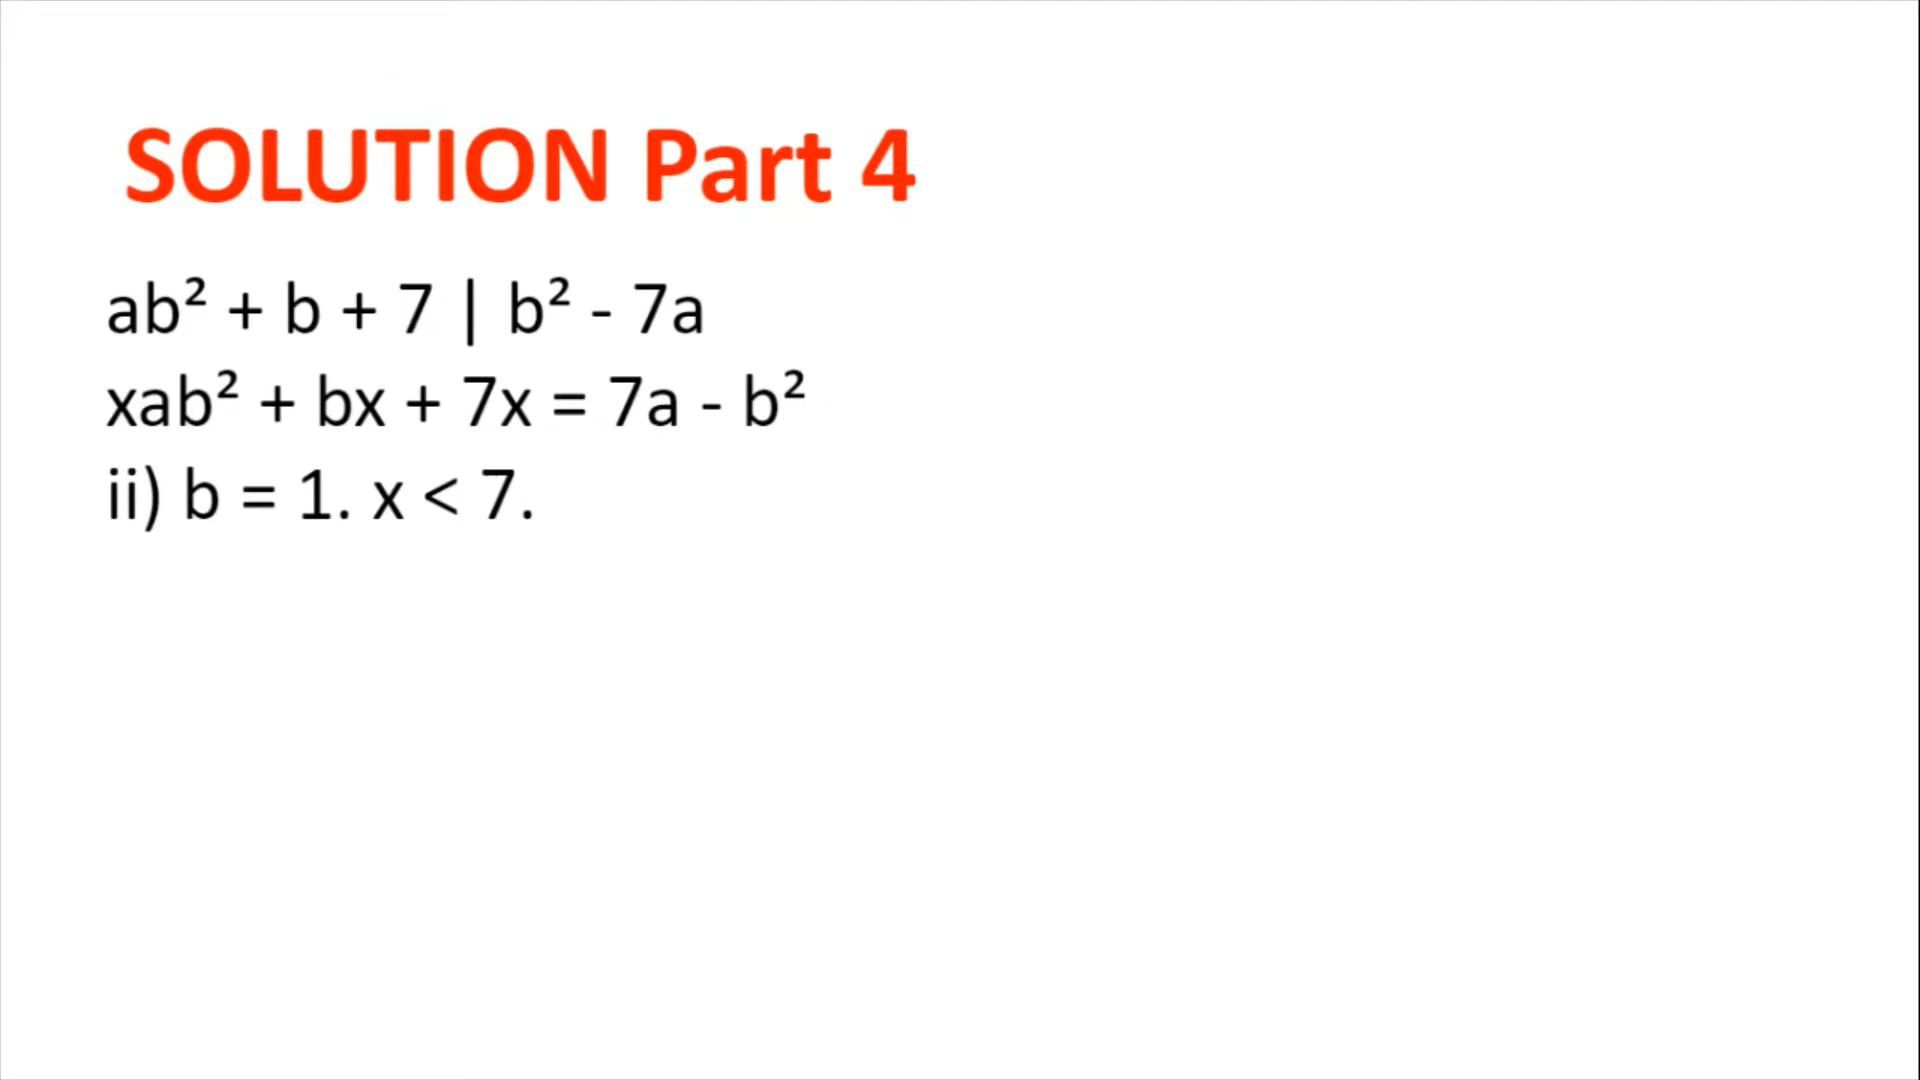 SOLUTION Part 4
ab² + b + 7 | b² - 7a
xab² + bx + 7x = 7a - b²
ii) b = 1. x < 7.